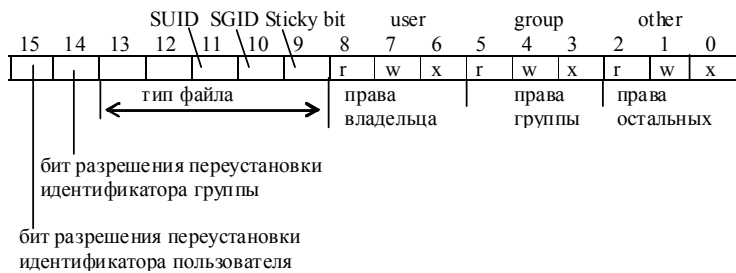 SUID SGID Sticky bit user group other
15 14 13 12 11 10 9 8 7 6 5 4 3 2 1 0
r w x r w x r w x
тип файла права владельца права группы права остальных
бит разрешения переустановки
идентификатора группы
бит разрешения переустановки
идентификатора пользователя